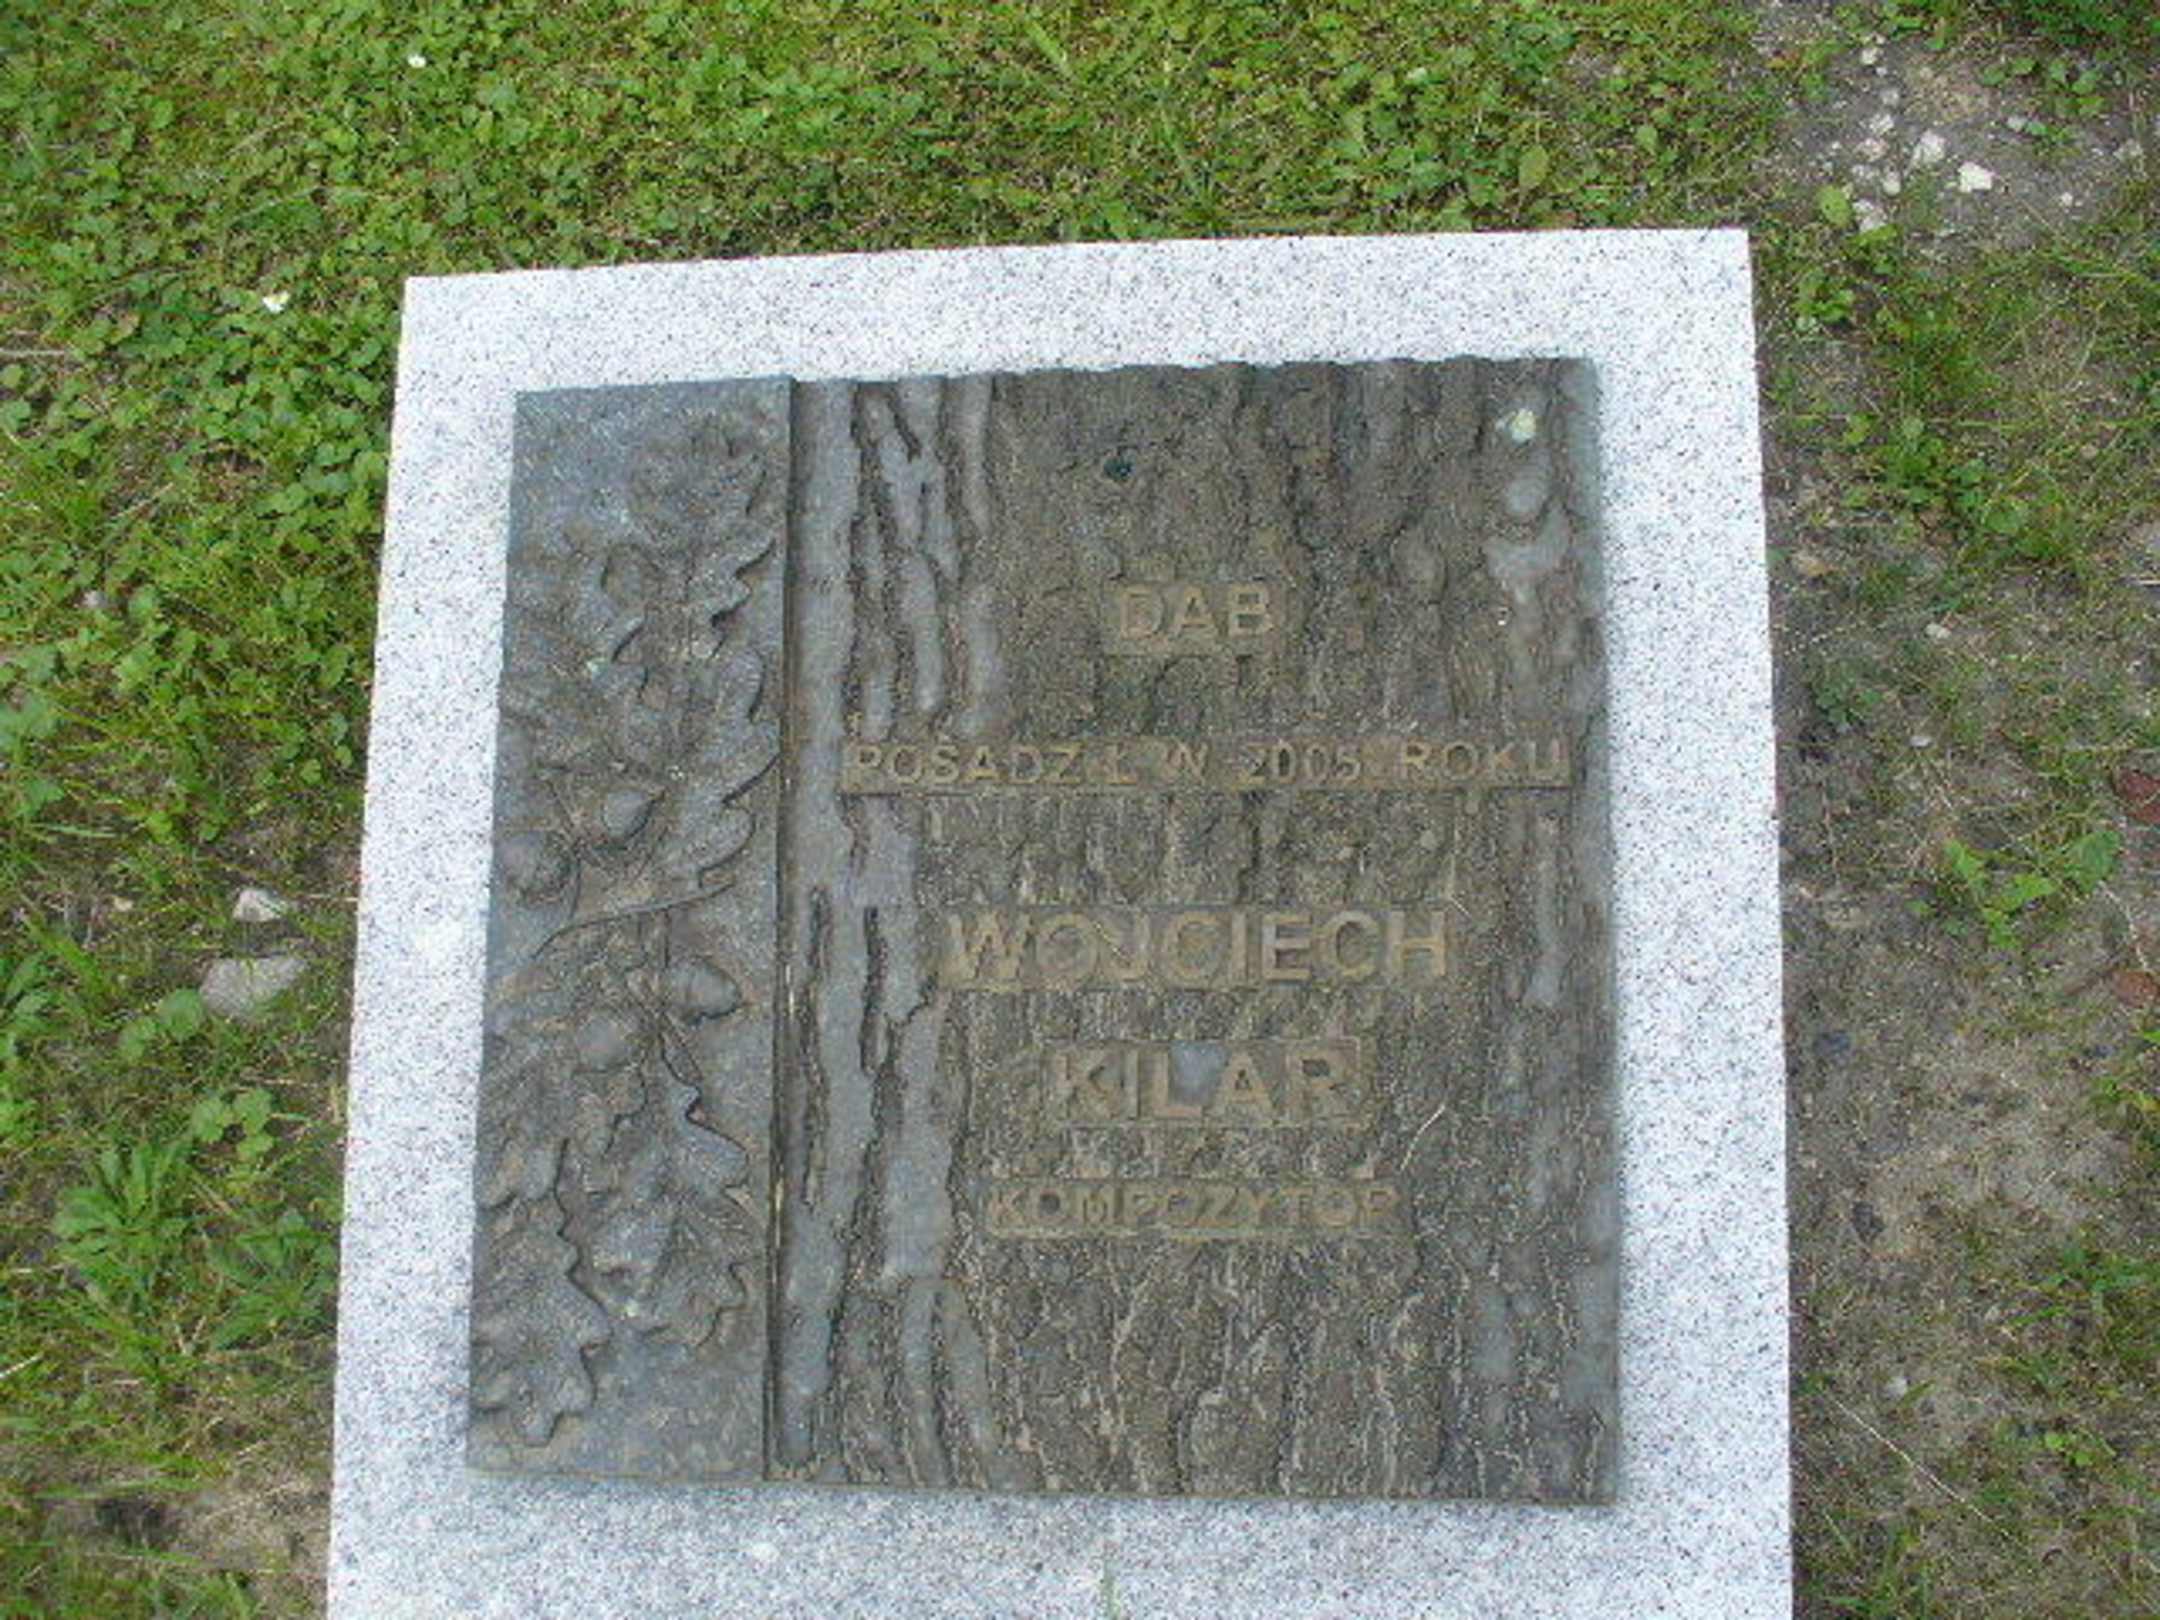 DĄB
POSADZIŁ W 2005 ROKU
WOJCIECH
KILAR
KOMPOZYTOR